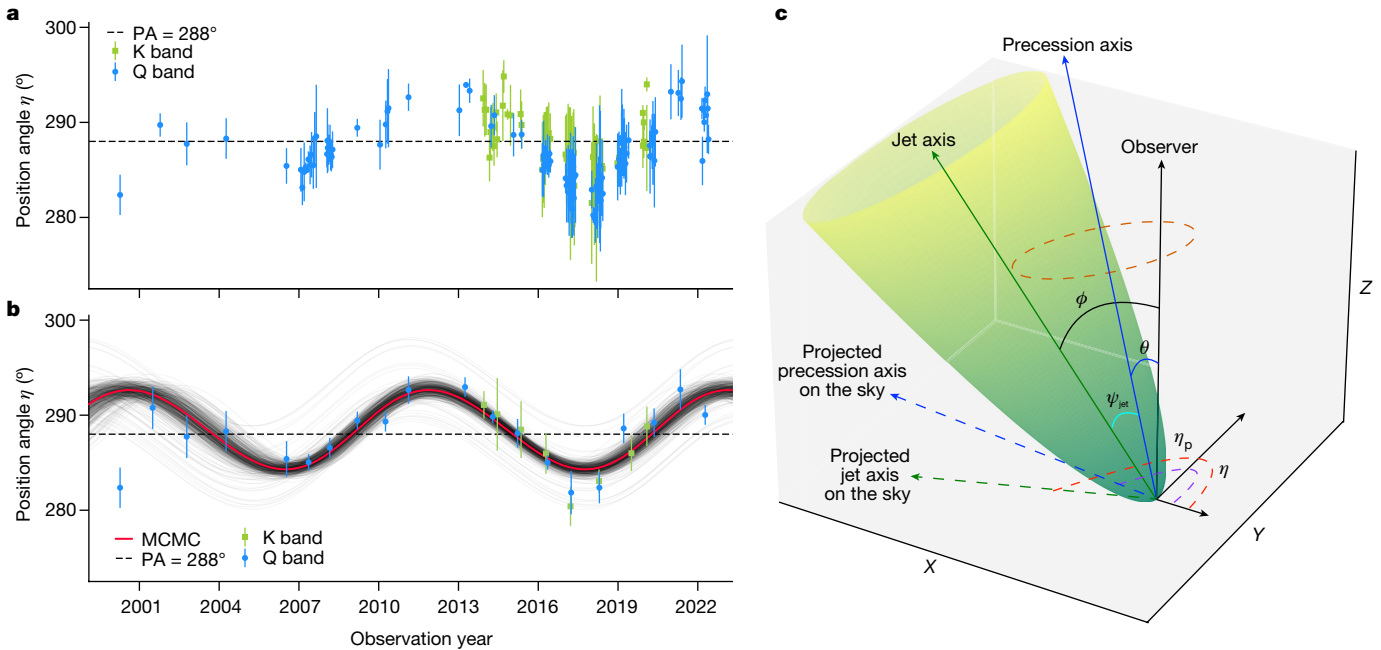 a
300
290
280
Position angle η (º)
PA = 288°
K band
Q band
b
300
290
280
Position angle η (º)
MCMC
PA = 288°
K band
Q band
2001 2004 2007 2010 2013 2016 2019 2022
Observation year
c
Precession axis
Jet axis
Observer
Z
ϕ
θ
Projected
precession axis
on the sky
ψjet
ηp
η
Projected
jet axis
on the sky
Y
X